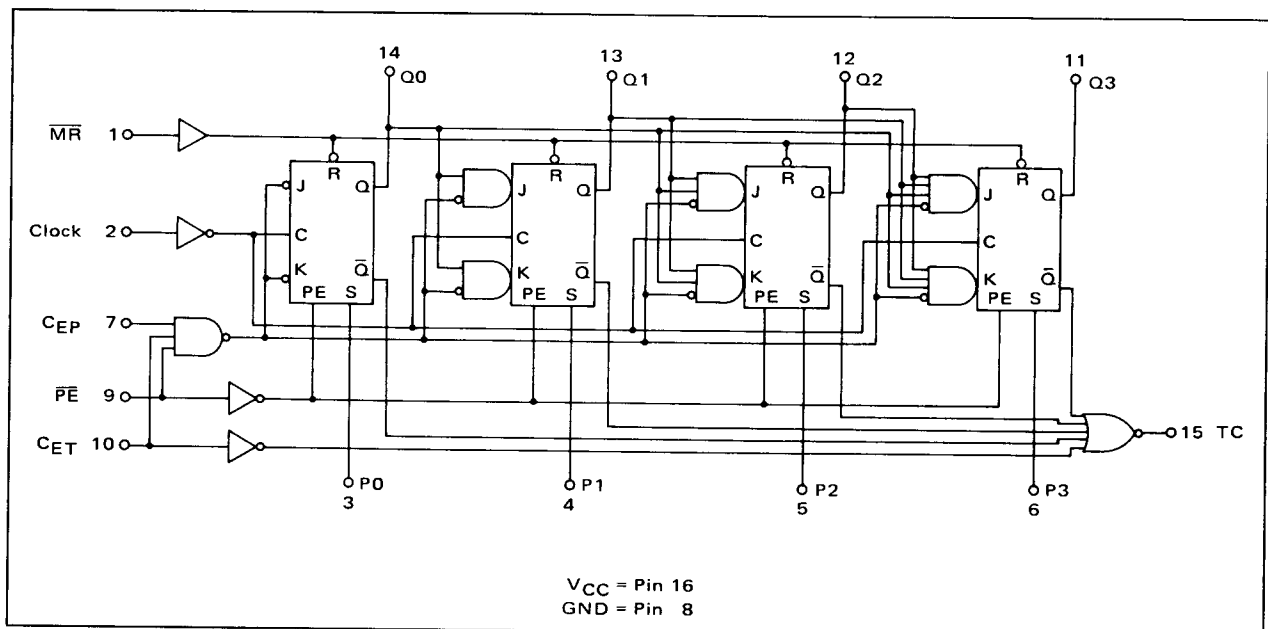 14 Q0
13 Q1
12 Q2
11 Q3
MR 1
R R R R
J Q J Q J Q J Q
Clock 2
C C C C
K Q K Q K Q K Q
PE S PE S PE S PE S
CEP 7
PE 9
CET 10
15 TC
P0 3
P1 4
P2 5
P3 6
VCC = Pin 16
GND = Pin 8